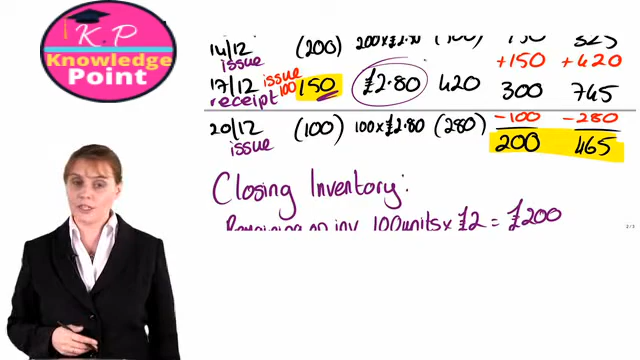 K.P
Knowledge
Point
14/12 (200) 200 x £2.50
issue +150 +420
17/12 issue 100 150 £2.80 420 300 745
receipt
20/12 (100) 100 x £2.80 (280) -100 -280
issue 200 465
Closing Inventory:
100 units x £2 = £200